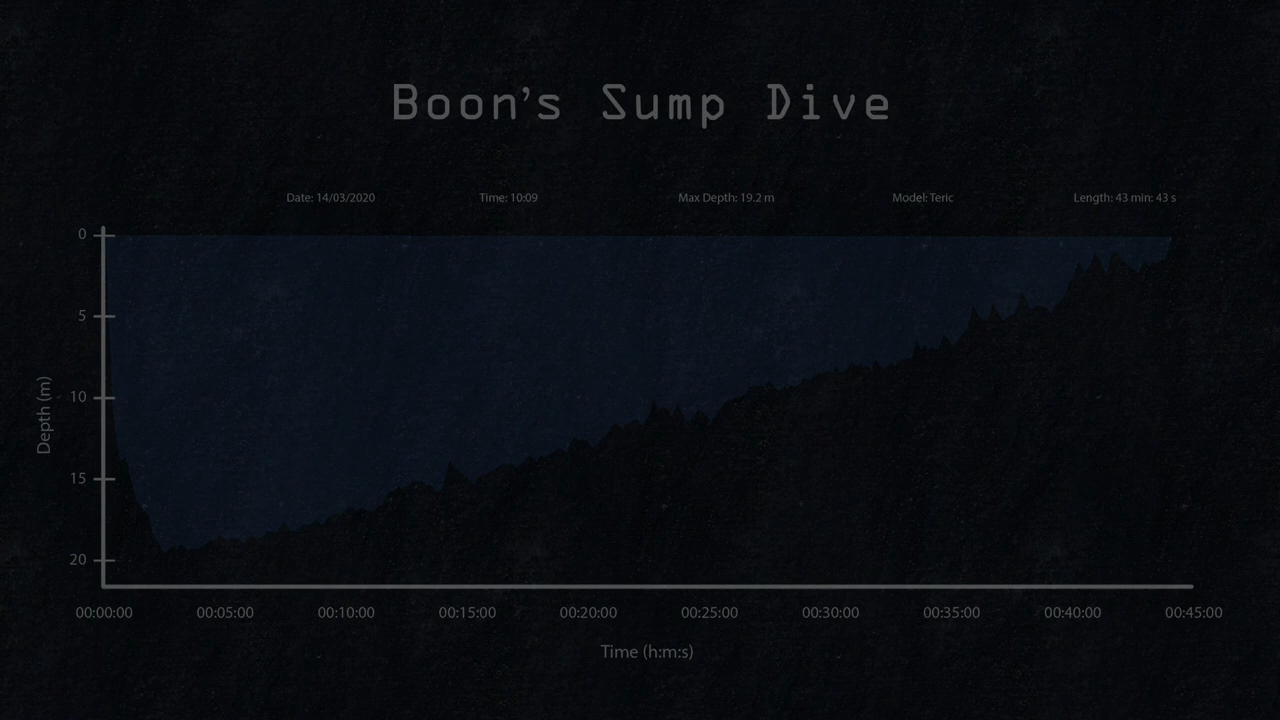 Boon's Sump Dive
Date: 14/03/2020 Time: 10:09 Max Depth: 19.2 m Model: Teric Length: 43 min: 43 s
0
5
10
15
20
Depth (m)
00:00:00 00:05:00 00:10:00 00:15:00 00:20:00 00:25:00 00:30:00 00:35:00 00:40:00 00:45:00
Time (h:m:s)